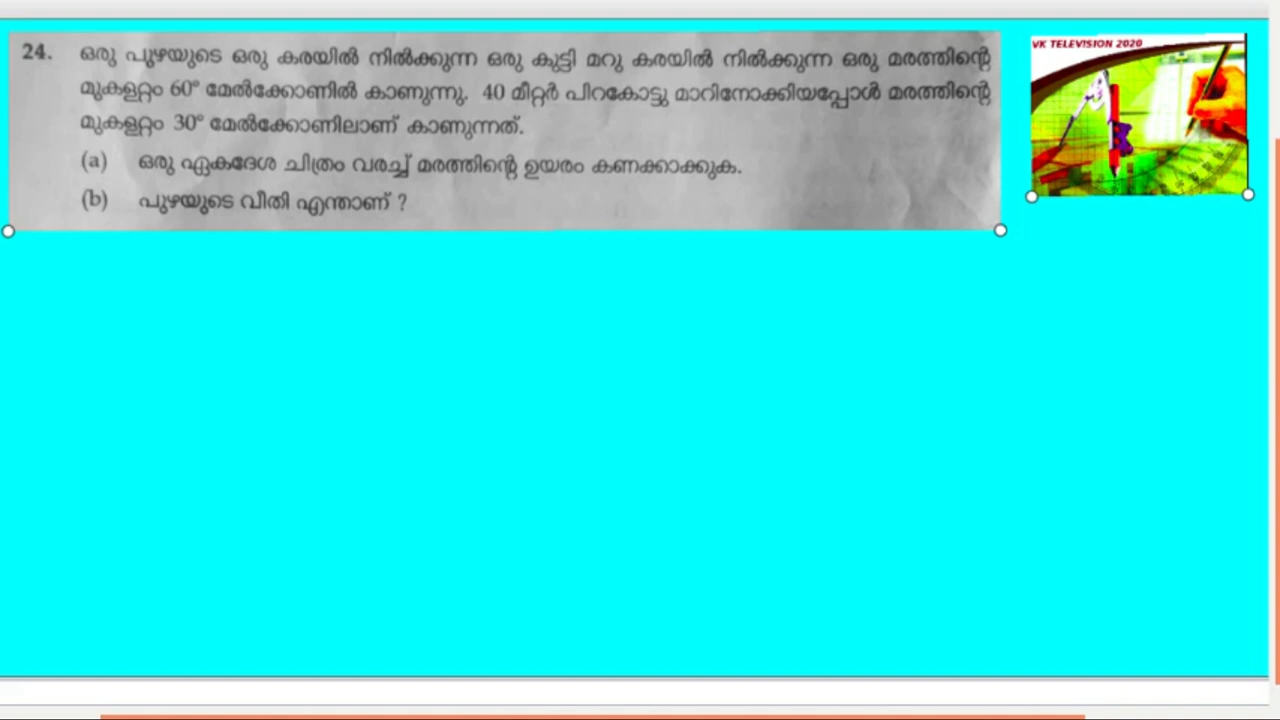 24. ഒരു പുഴയുടെ ഒരു കരയിൽ നിൽക്കുന്ന ഒരു കുട്ടി മറു കരയിൽ നിൽക്കുന്ന ഒരു മരത്തിന്റെ
മുകളറ്റം 60° മേൽക്കോണിൽ കാണുന്നു. 40 മീറ്റർ പിറകോട്ടു മാറിനോക്കിയപ്പോൾ മരത്തിന്റെ
മുകളറ്റം 30° മേൽക്കോണിലാണ് കാണുന്നത്.
(a) ഒരു ഏകദേശ ചിത്രം വരച്ച് മരത്തിന്റെ ഉയരം കണക്കാക്കുക.
(b) പുഴയുടെ വീതി എന്താണ് ?
VK TELEVISION 2020